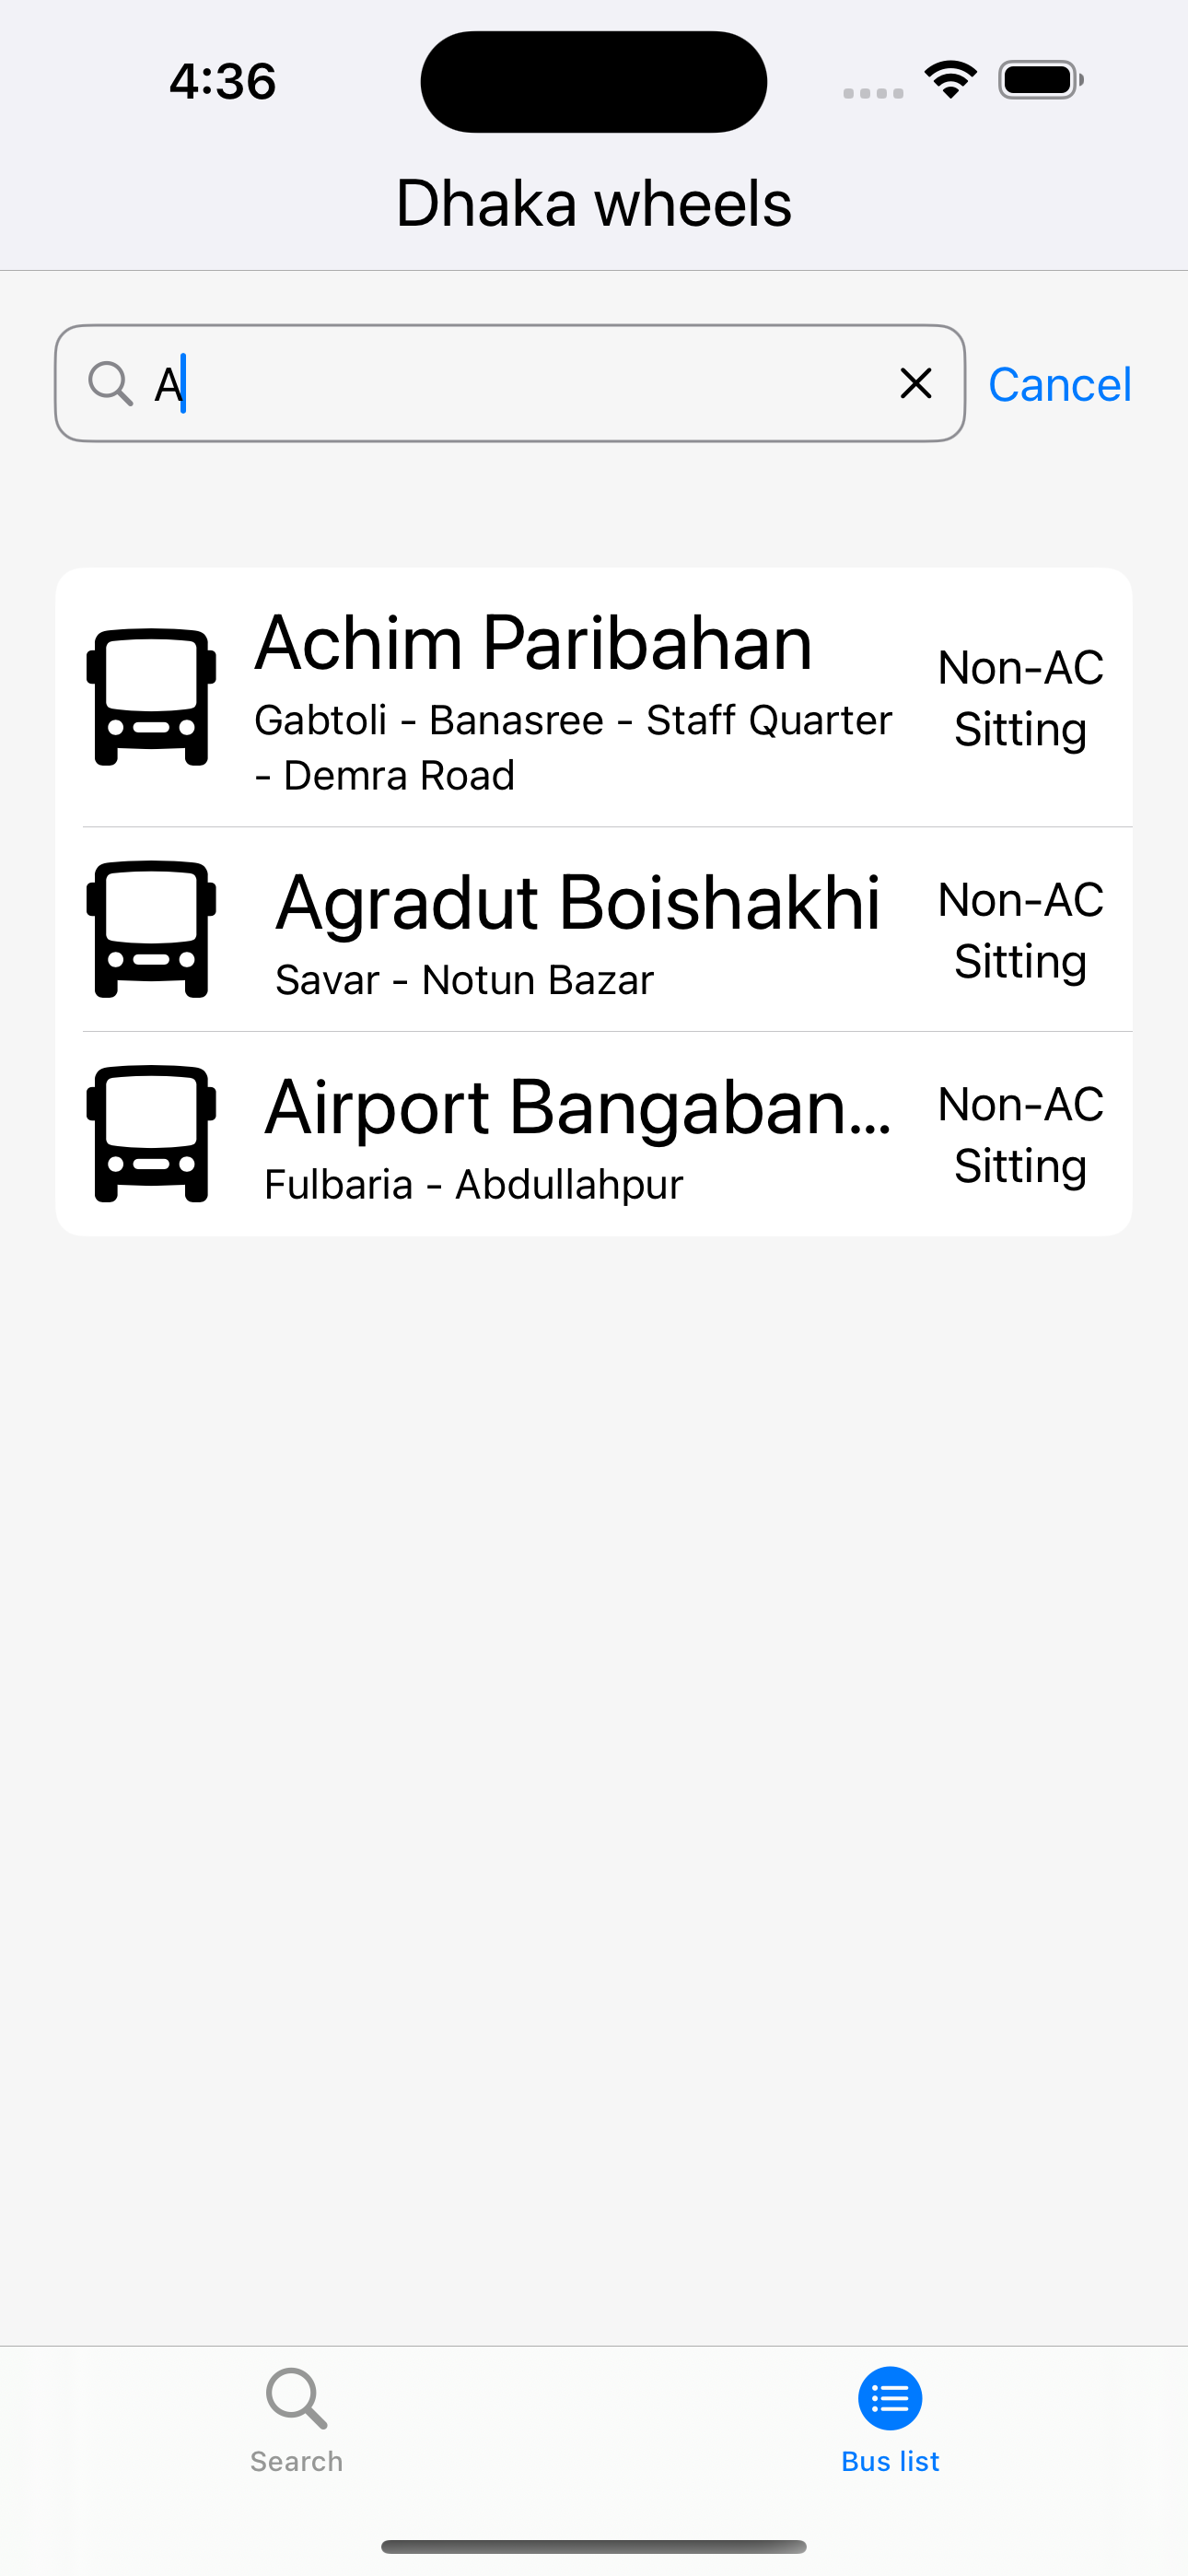 4:36
Dhaka wheels
A
Cancel
Achim Paribahan
Gabtoli - Banasree - Staff Quarter
- Demra Road
Non-AC
Sitting
Agradut Boishakhi
Savar - Notun Bazar
Non-AC
Sitting
Airport Bangaban...
Fulbaria - Abdullahpur
Non-AC
Sitting
Search
Bus list